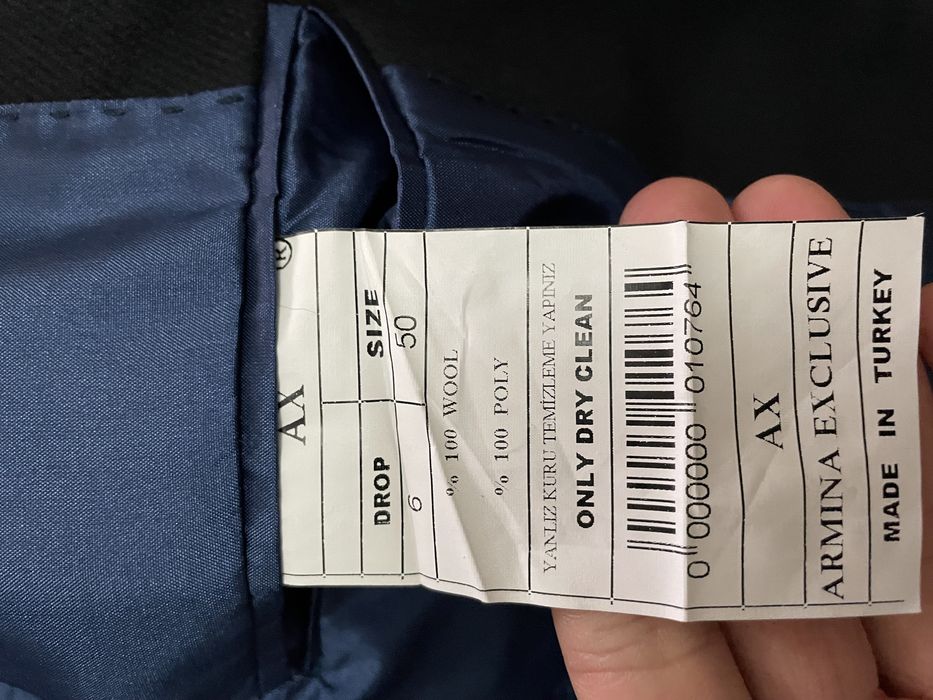 AX ®
DROP SIZE
6 50
% 100 WOOL
% 100 POLY
YANLIZ KURU TEMİZLEME YAPINIZ
ONLY DRY CLEAN
0 000000 010764
AX
ARMINA EXCLUSIVE
MADE IN TURKEY